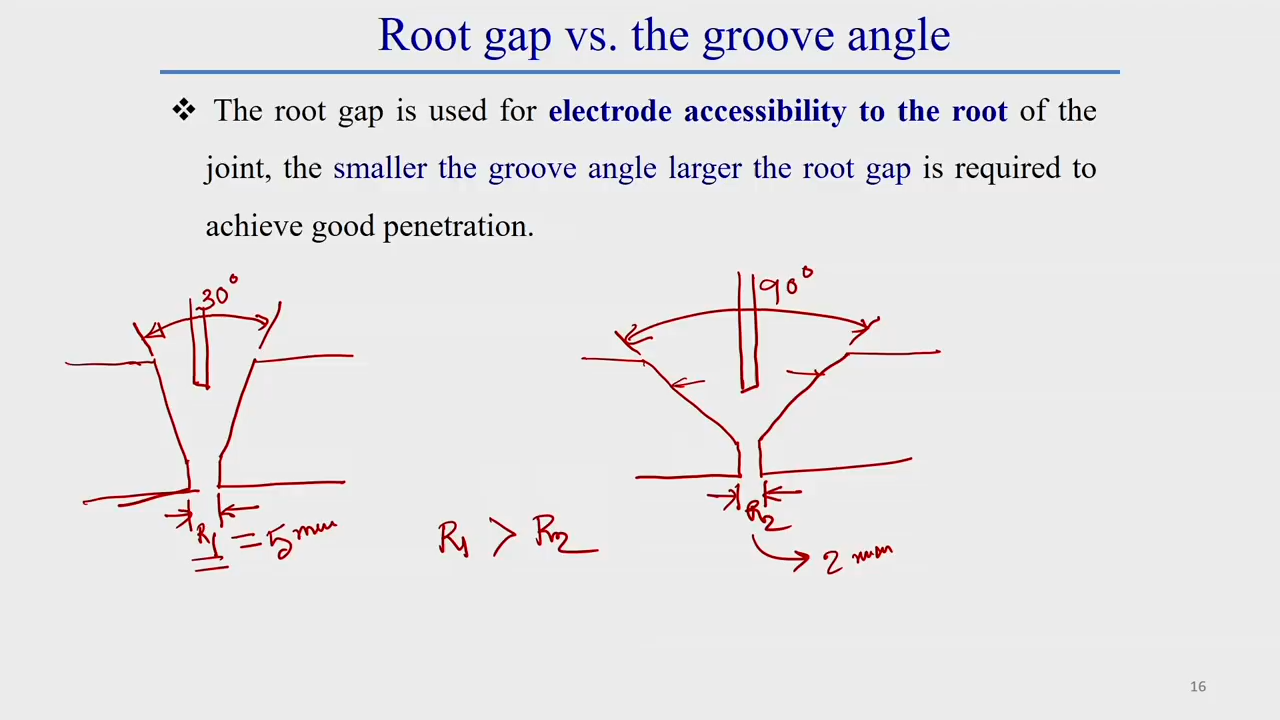 Root gap vs. the groove angle
❖ The root gap is used for electrode accessibility to the root of the
joint, the smaller the groove angle larger the root gap is required to
achieve good penetration.
30°
90°
R1 = 5 mm
R1 > R2
R2
2 mm
16